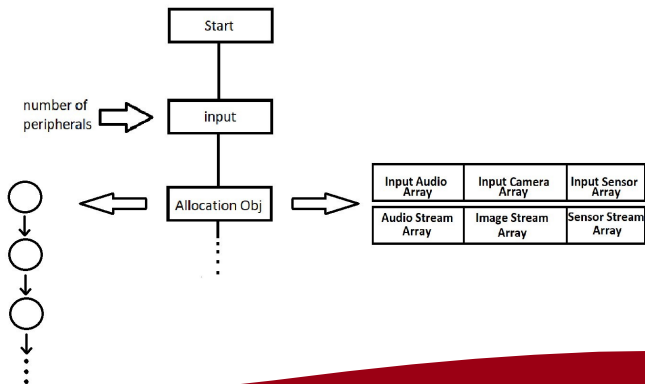 Start
number of
peripherals
input
Allocation Obj
Input Audio
Array
Input Camera
Array
Input Sensor
Array
Audio Stream
Array
Image Stream
Array
Sensor Stream
Array